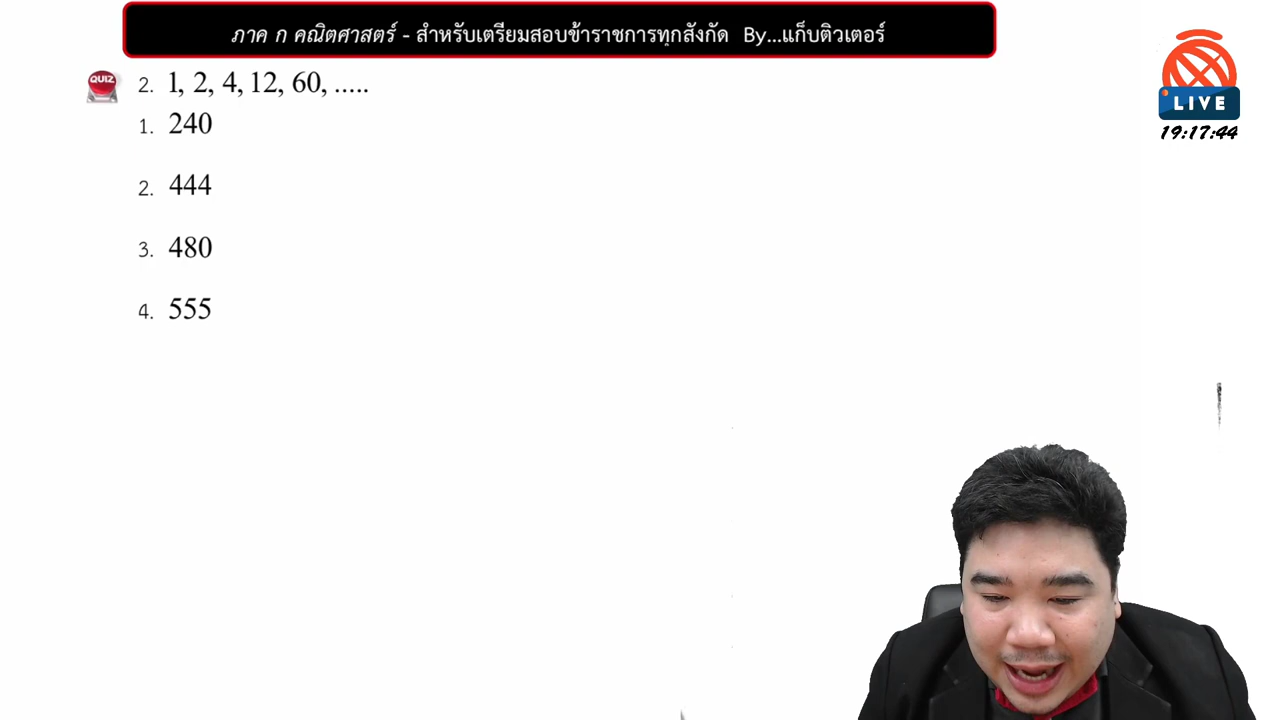 ภาค ก คณิตศาสตร์ - สำหรับเตรียมสอบข้าราชการทุกสังกัด By...แก็บติวเตอร์
QUIZ
2. 1, 2, 4, 12, 60, .....
1. 240
2. 444
3. 480
4. 555
LIVE
19:17:44